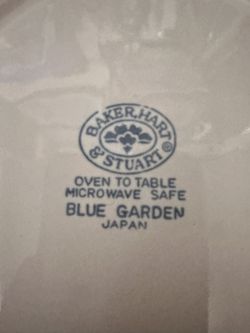 BAKER, HART
& STUART ©
OVEN TO TABLE
MICROWAVE SAFE
BLUE GARDEN
JAPAN